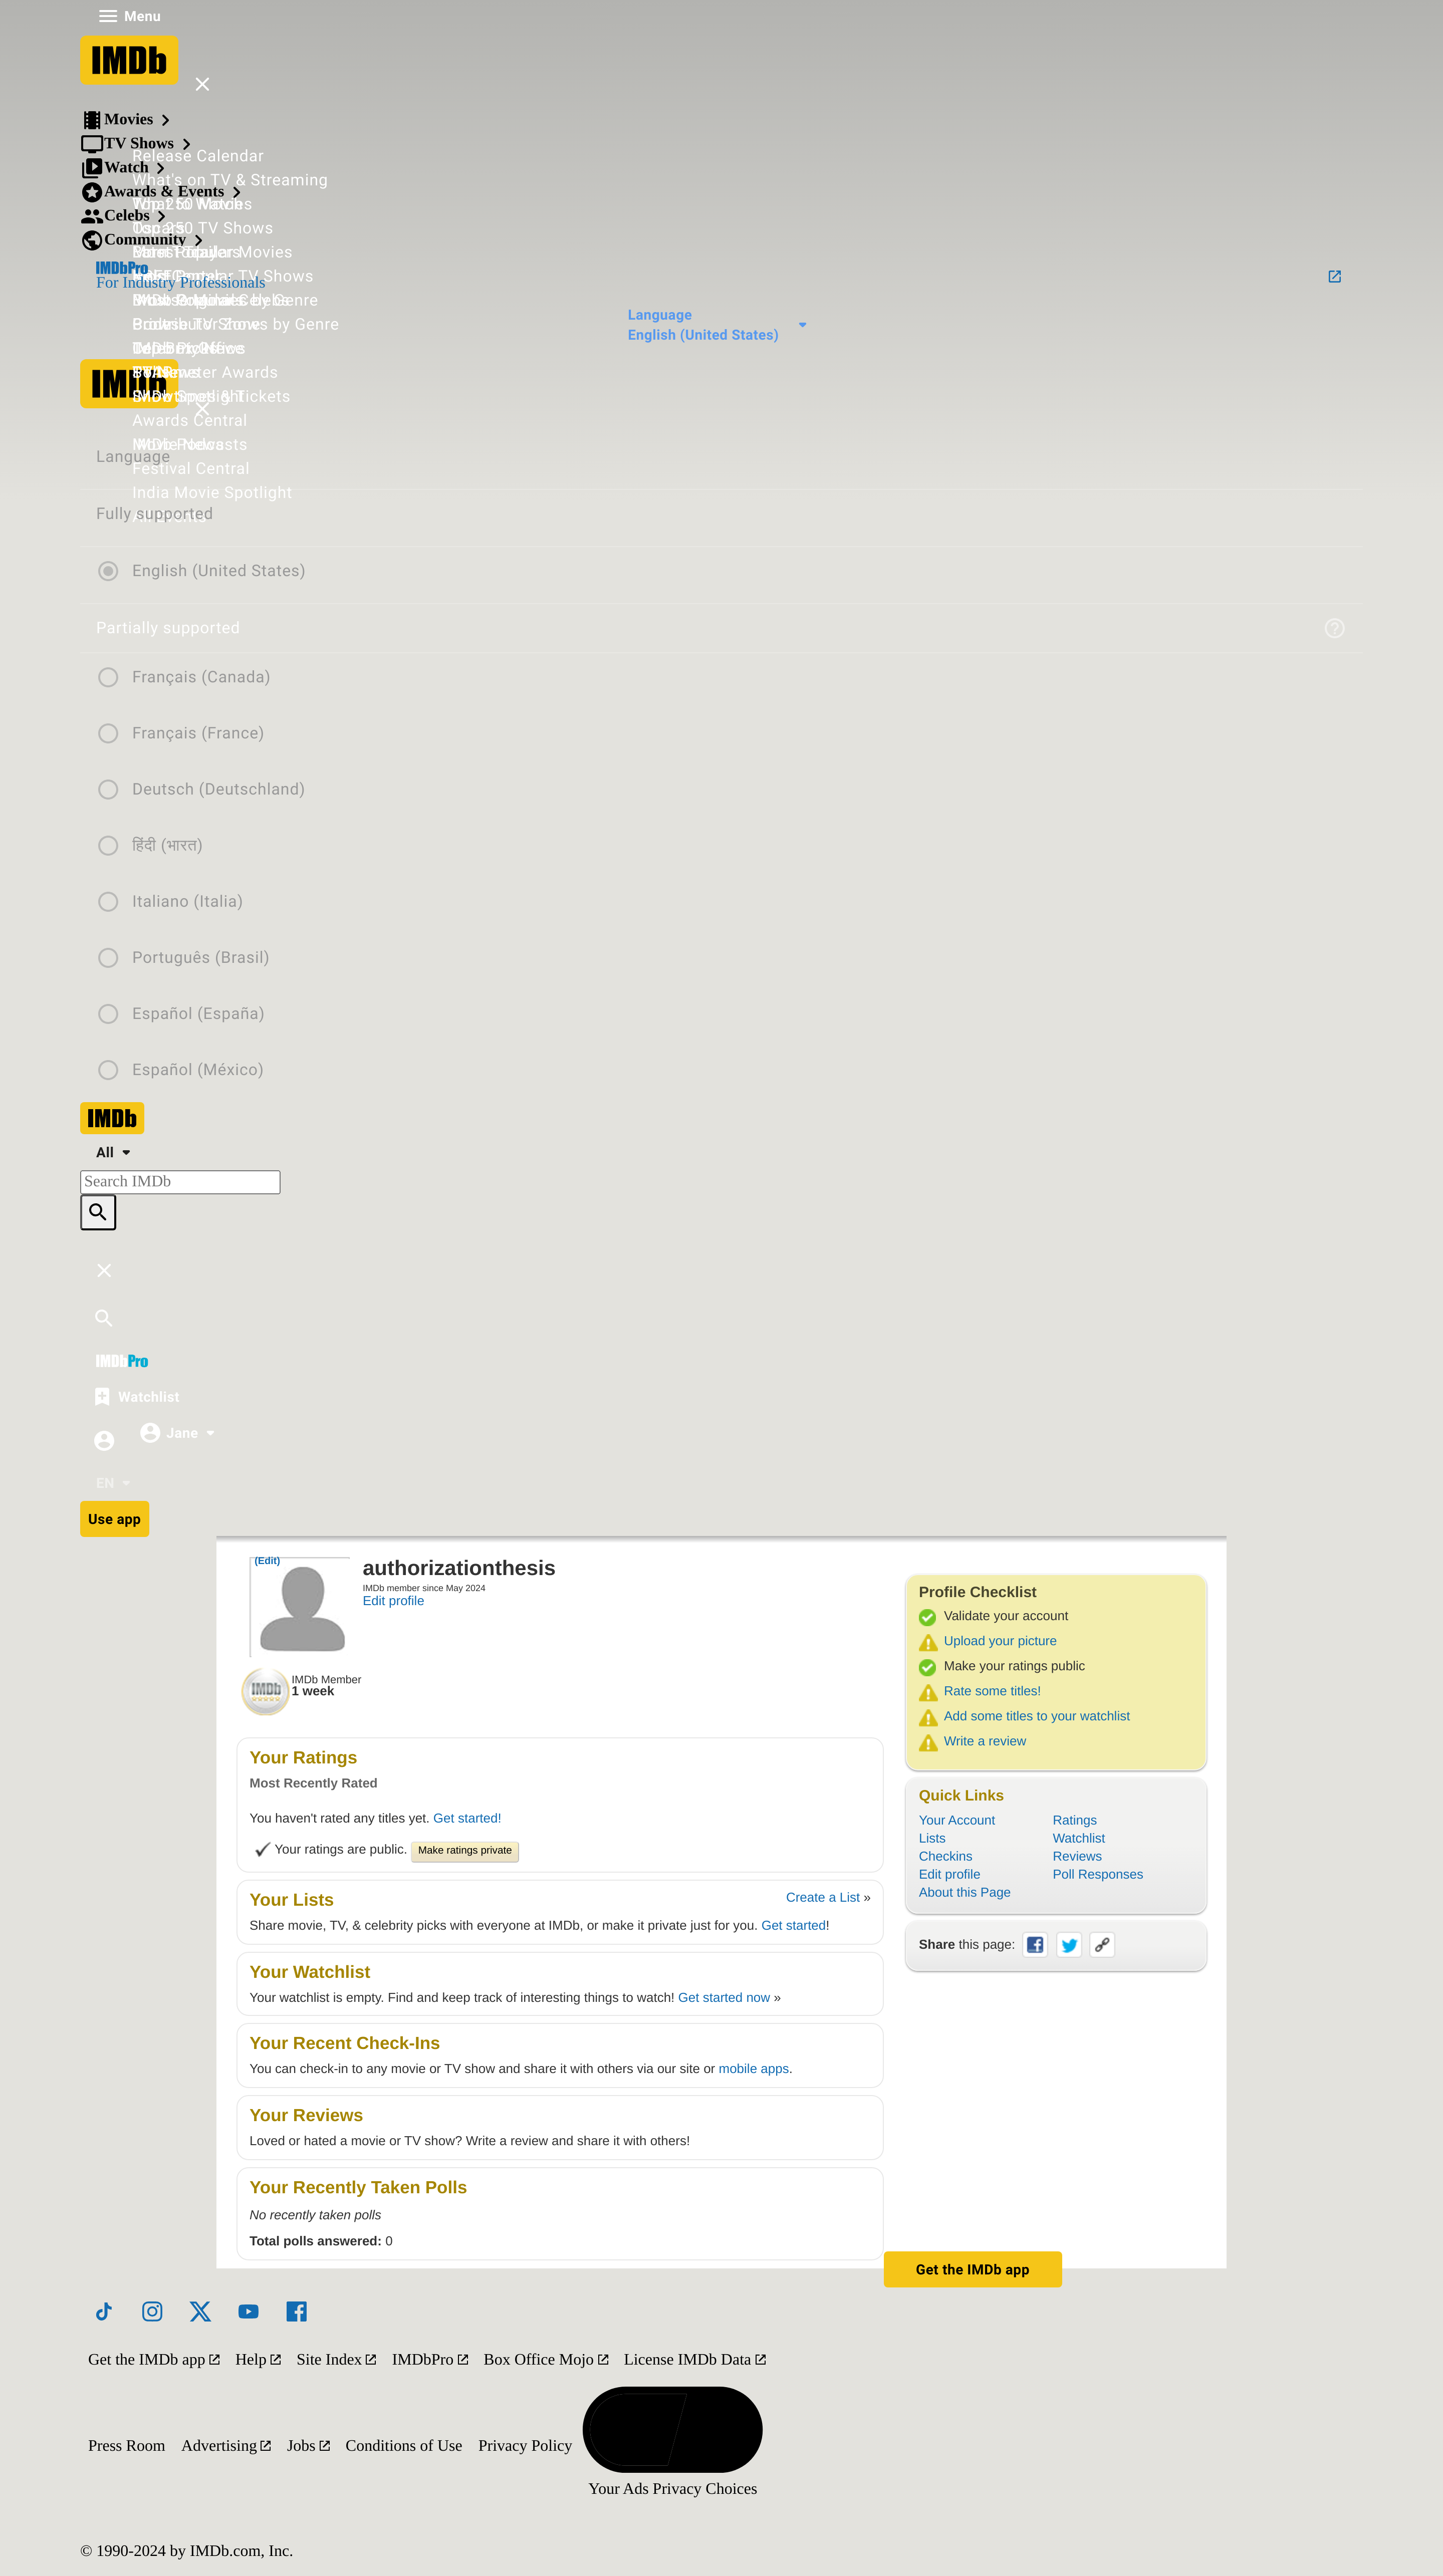 Menu
IMDb
Movies
TV Shows
Release Calendar
Watch
What's on TV & Streaming
Awards & Events
Celebs
Top 250 TV Shows
Community
IMDbPro
For Industry Professionals
Language
English (United States)
IMDb
Awards Central
Language
Festival Central
India Movie Spotlight
Fully supported
English (United States)
Partially supported
Français (Canada)
Français (France)
Deutsch (Deutschland)
हिंदी (भारत)
Italiano (Italia)
Português (Brasil)
Español (España)
Español (México)
IMDb
All
Search IMDb
IMDbPro
Watchlist
Jane
EN
Use app
(Edit)
authorizationthesis
IMDb member since May 2024
Edit profile
IMDb
IMDb Member
1 week
Your Ratings
Most Recently Rated
You haven't rated any titles yet. Get started!
Your ratings are public. Make ratings private
Your Lists
Create a List »
Share movie, TV, & celebrity picks with everyone at IMDb, or make it private just for you. Get started!
Your Watchlist
Your watchlist is empty. Find and keep track of interesting things to watch! Get started now »
Your Recent Check-Ins
You can check-in to any movie or TV show and share it with others via our site or mobile apps.
Your Reviews
Loved or hated a movie or TV show? Write a review and share it with others!
Your Recently Taken Polls
No recently taken polls
Total polls answered: 0
Profile Checklist
Validate your account
Upload your picture
Make your ratings public
Rate some titles!
Add some titles to your watchlist
Write a review
Quick Links
Your Account Ratings
Lists Watchlist
Checkins Reviews
Edit profile Poll Responses
About this Page
Share this page:
Get the IMDb app
Get the IMDb app Help Site Index IMDbPro Box Office Mojo License IMDb Data
Press Room Advertising Jobs Conditions of Use Privacy Policy
Your Ads Privacy Choices
© 1990-2024 by IMDb.com, Inc.